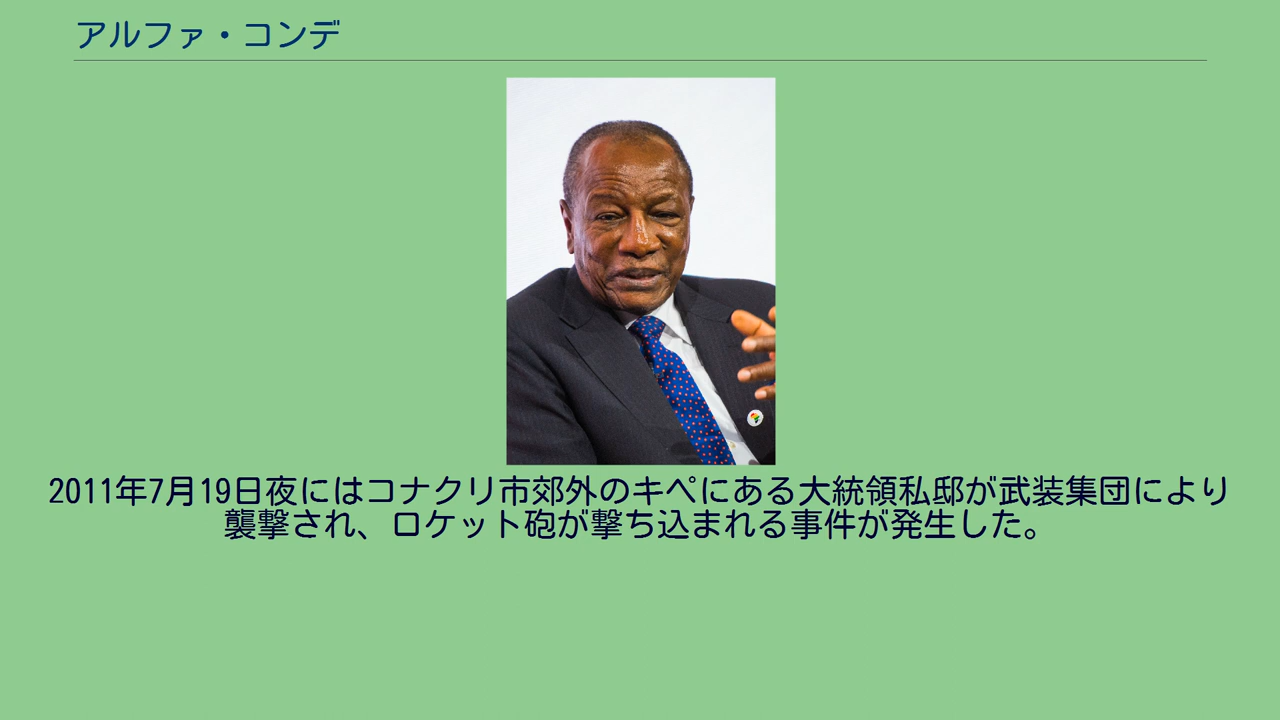 アルファ・コンデ
2011年7月19日夜にはコナクリ市郊外のキペにある大統領私邸が武装集団により
襲撃され、ロケット砲が撃ち込まれる事件が発生した。